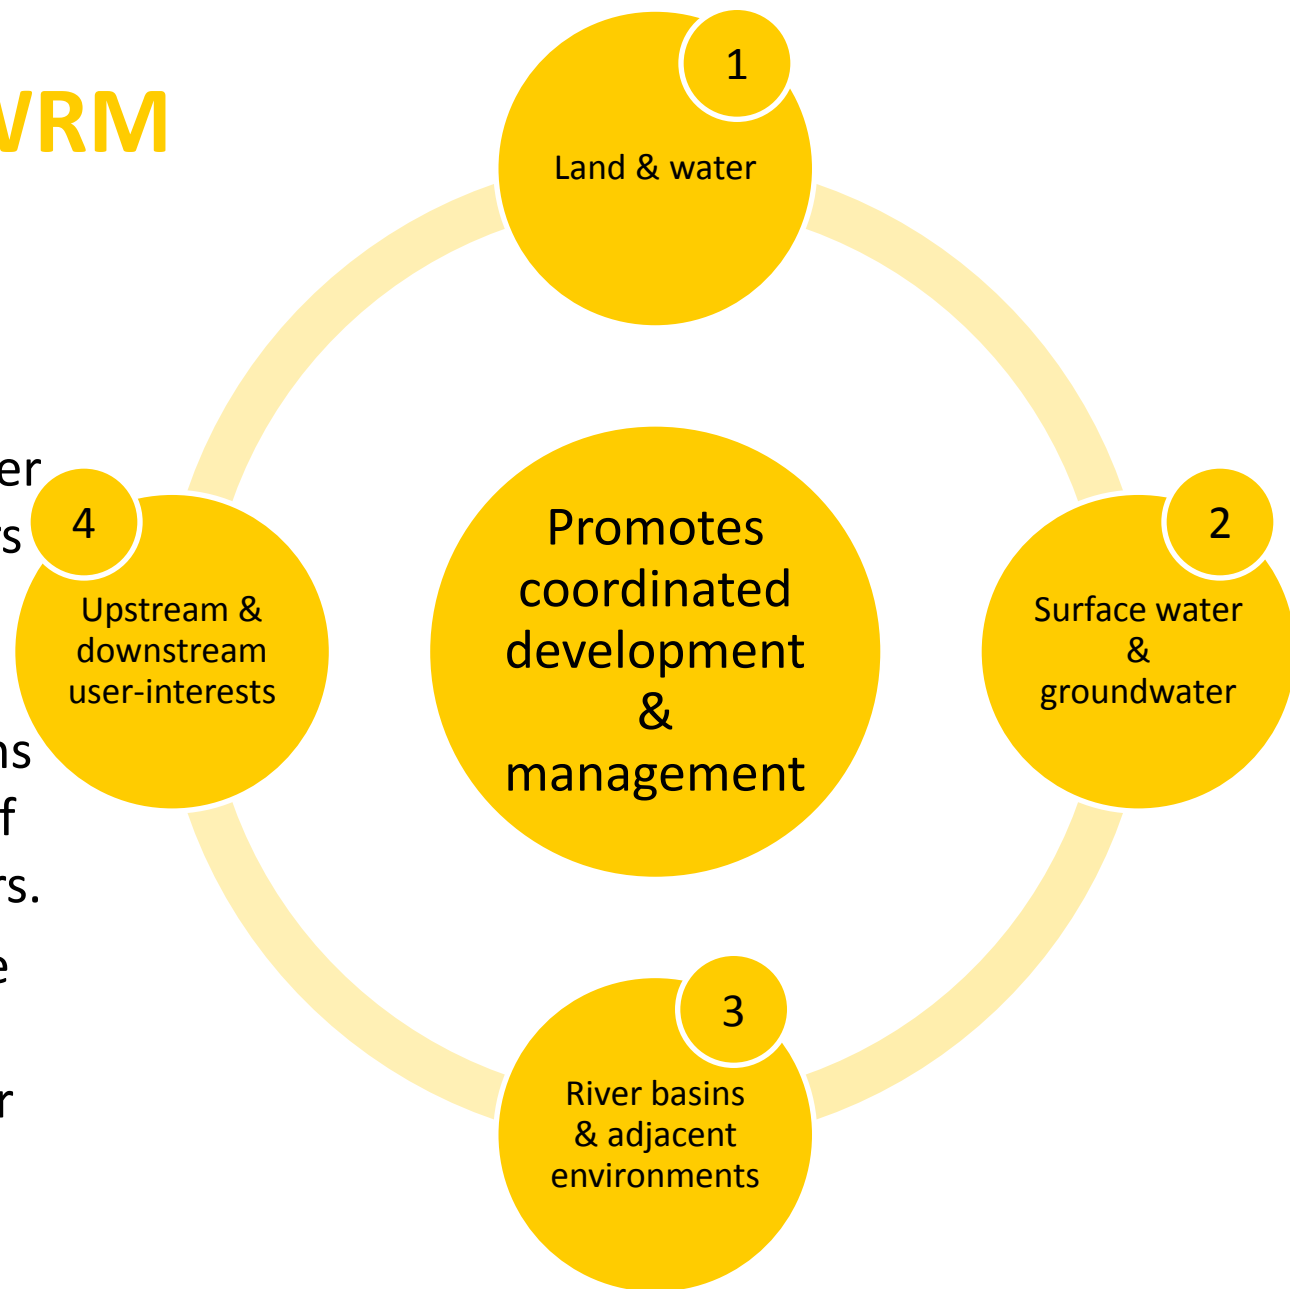 WRM
1
Land & water
er
rs
4
Upstream &
downstream
user-interests
ns
f
rs.
e
r
Promotes
coordinated
development
&
management
2
Surface water
&
groundwater
3
River basins
& adjacent
environments